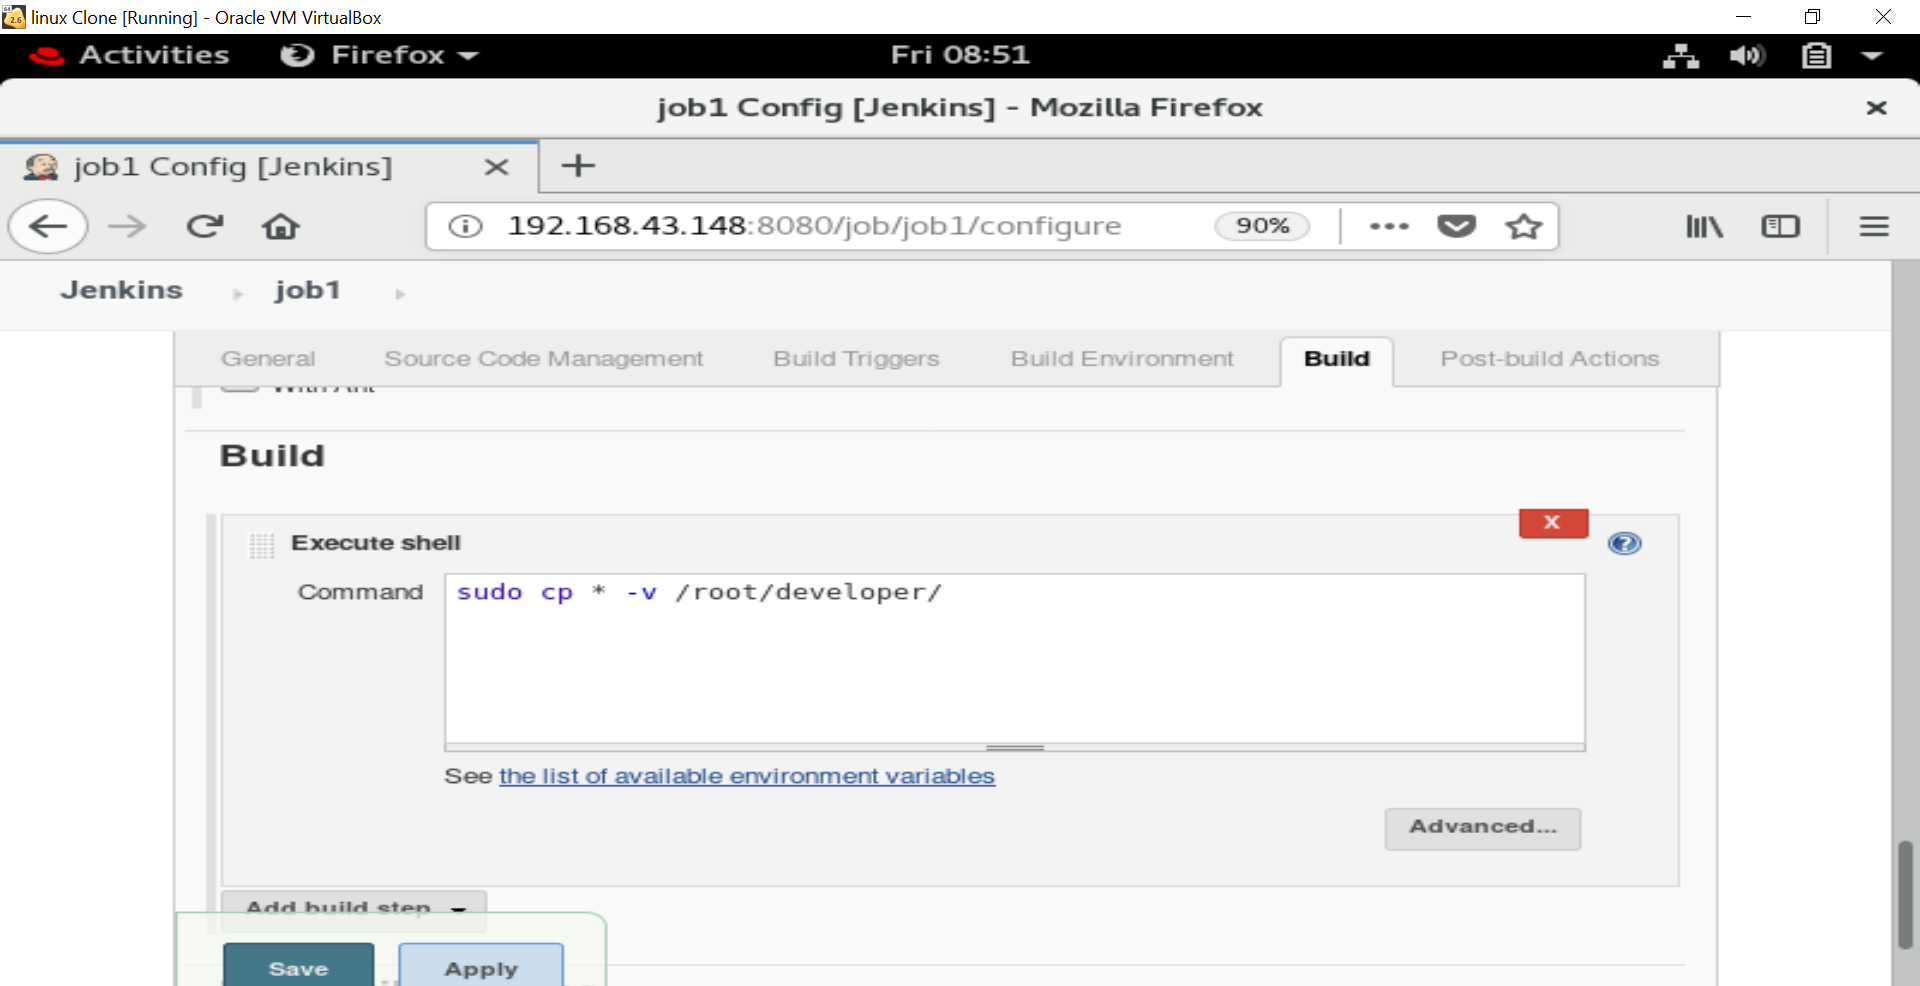 linux Clone [Running] - Oracle VM VirtualBox
Activities Firefox Fri 08:51
job1 Config [Jenkins] - Mozilla Firefox
job1 Config [Jenkins]
192.168.43.148:8080/job/job1/configure 90%
Jenkins job1
General Source Code Management Build Triggers Build Environment Build Post-build Actions
With Ant
Build
X
Execute shell
Command sudo cp * -v /root/developer/
See the list of available environment variables
Advanced...
Add build step
Save Apply